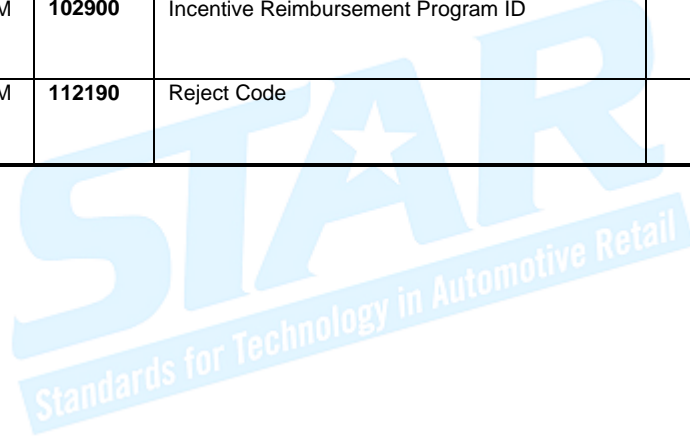 M 102900 Incentive Reimbursement Program ID
M 112190 Reject Code
STAR
Standards for Technology in Automotive Retail